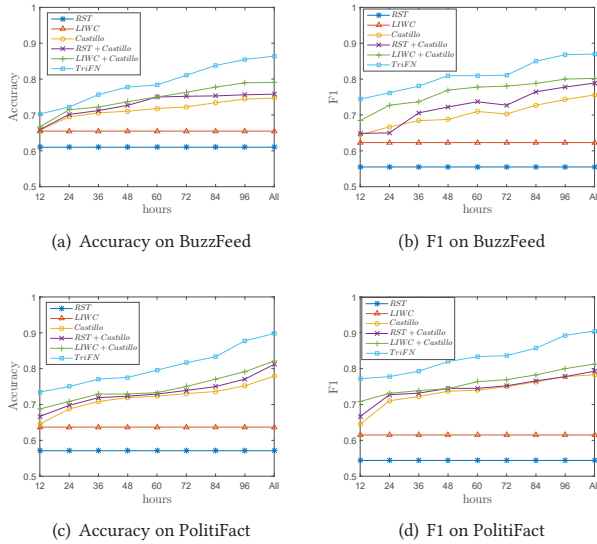 1
0.9
0.8
0.7
0.6
0.5
Accuracy
RST
LIWC
Castillo
RST + Castillo
LIWC + Castillo
TriFN
12 24 36 48 60 72 84 96 All
hours
(a) Accuracy on BuzzFeed
1
0.9
0.8
0.7
0.6
0.5
F1
RST
LIWC
Castillo
RST + Castillo
LIWC + Castillo
TriFN
12 24 36 48 60 72 84 96 All
hours
(b) F1 on BuzzFeed
1
0.9
0.8
0.7
0.6
0.5
Accuracy
RST
LIWC
Castillo
RST + Castillo
LIWC + Castillo
TriFN
12 24 36 48 60 72 84 96 All
hours
(c) Accuracy on PolitiFact
1
0.9
0.8
0.7
0.6
0.5
F1
RST
LIWC
Castillo
RST + Castillo
LIWC + Castillo
TriFN
12 24 36 48 60 72 84 96 All
hours
(d) F1 on PolitiFact